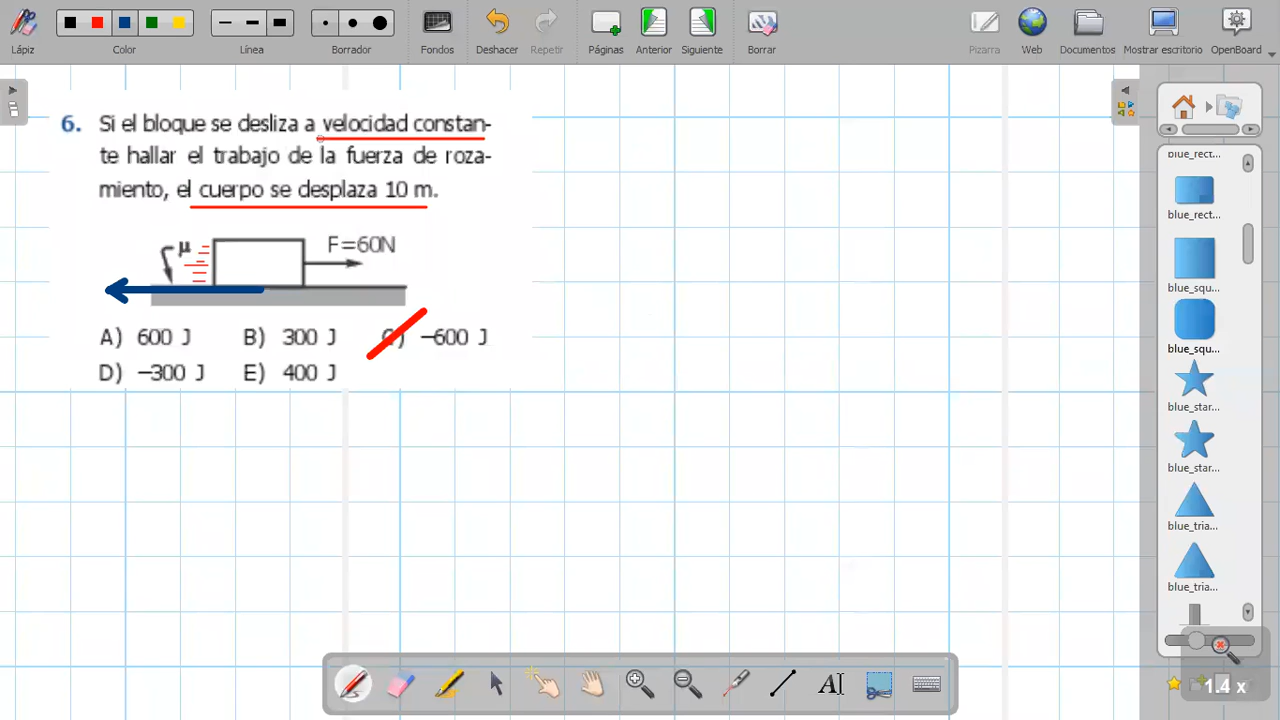 Lápiz
Color
Línea
Borrador
Fondos
Deshacer
Repetir
Páginas
Anterior
Siguiente
Borrar
Pizarra
Web
Documentos
Mostrar escritorio
OpenBoard
6. Si el bloque se desliza a velocidad constan-
te hallar el trabajo de la fuerza de roza-
miento, el cuerpo se desplaza 10 m.
μ
F=60N
A) 600 J B) 300 J C) −600 J
D) −300 J E) 400 J
blue_rect...
blue_rect...
blue_squ...
blue_squ...
blue_star...
blue_star...
blue_tria...
blue_tria...
AI
1.4 x